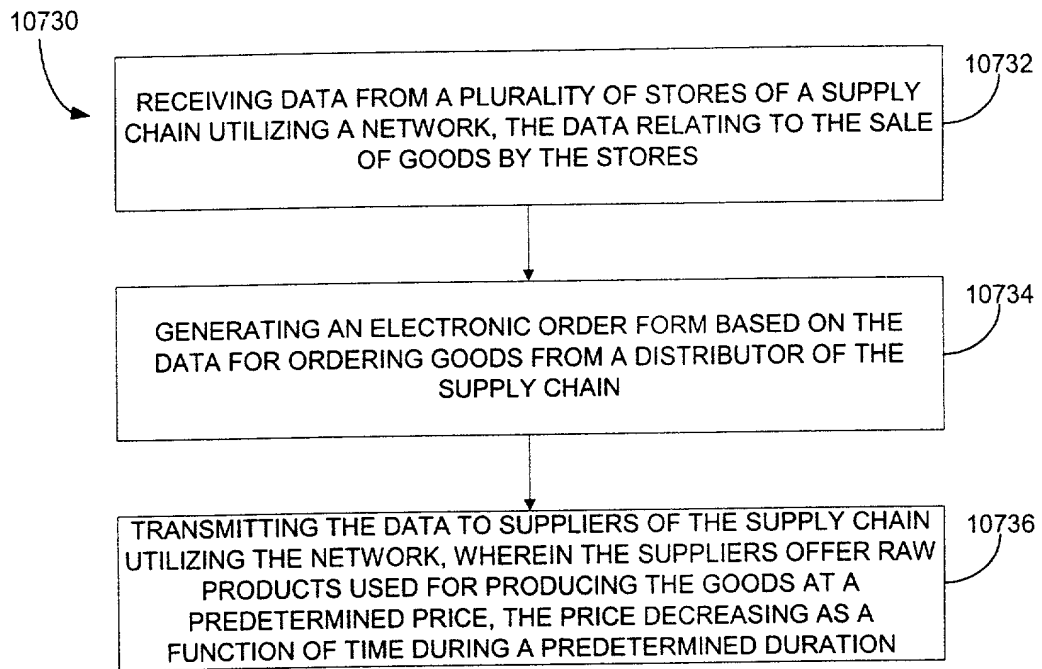 10730
10732
RECEIVING DATA FROM A PLURALITY OF STORES OF A SUPPLY
CHAIN UTILIZING A NETWORK, THE DATA RELATING TO THE SALE
OF GOODS BY THE STORES
10734
GENERATING AN ELECTRONIC ORDER FORM BASED ON THE
DATA FOR ORDERING GOODS FROM A DISTRIBUTOR OF THE
SUPPLY CHAIN
10736
TRANSMITTING THE DATA TO SUPPLIERS OF THE SUPPLY CHAIN
UTILIZING THE NETWORK, WHEREIN THE SUPPLIERS OFFER RAW
PRODUCTS USED FOR PRODUCING THE GOODS AT A
PREDETERMINED PRICE, THE PRICE DECREASING AS A
FUNCTION OF TIME DURING A PREDETERMINED DURATION